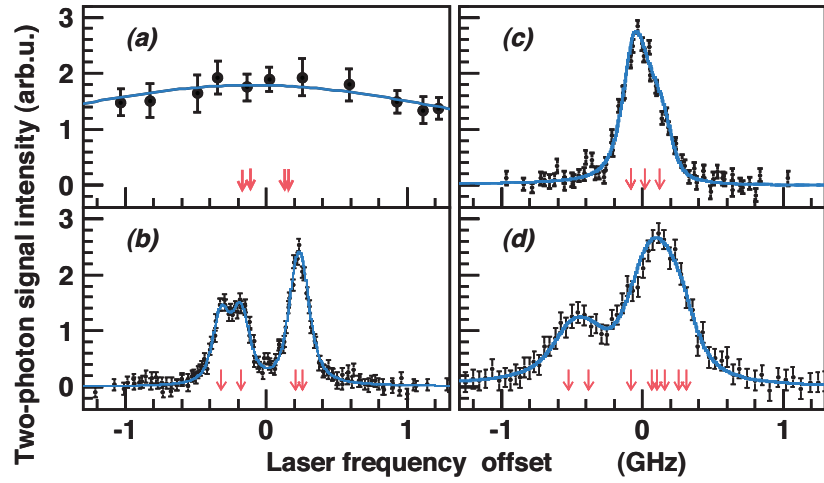 Two-photon signal intensity (arb.u.)
3
2
1
0
(a)
(c)
3
2
1
0
(b)
(d)
-1
0
1
-1
0
1
Laser frequency offset (GHz)